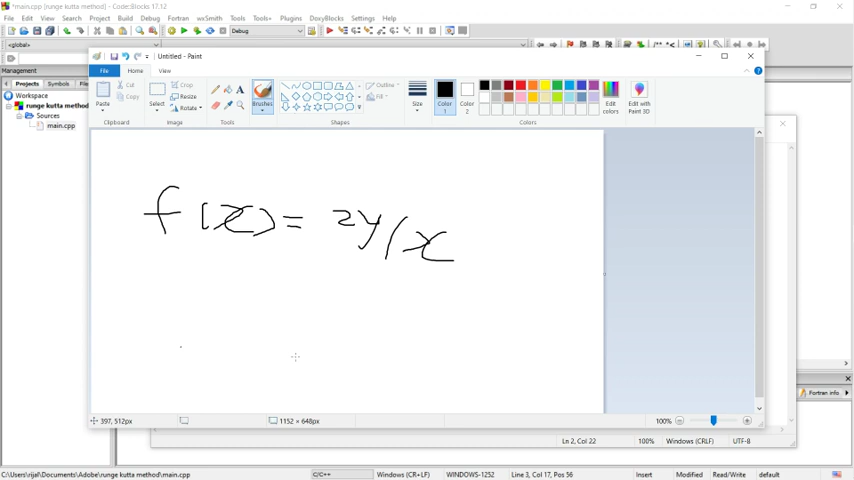 *main.cpp [runge kutta method] - Code::Blocks 17.12
File Edit View Search Project Build Debug Fortran wxSmith Tools Tools+ Plugins DoxyBlocks Settings Help
Debug
<global>
Management
Projects Symbols File
Workspace
runge kutta method
Sources
main.cpp
Untitled - Paint
File Home View
Paste Cut Copy Select Crop Resize Rotate Brushes Outline Fill Size Color 1 Color 2 Edit colors Edit with Paint 3D
Clipboard Image Tools Shapes Colors
f(x) = 2y/x
397, 512px 1152 × 648px 100%
Fortran info
Ln 2, Col 22 100% Windows (CRLF) UTF-8
C:\Users\rijal\Documents\Adobe\runge kutta method\main.cpp C/C++ Windows (CR+LF) WINDOWS-1252 Line 3, Col 17, Pos 56 Insert Modified Read/Write default